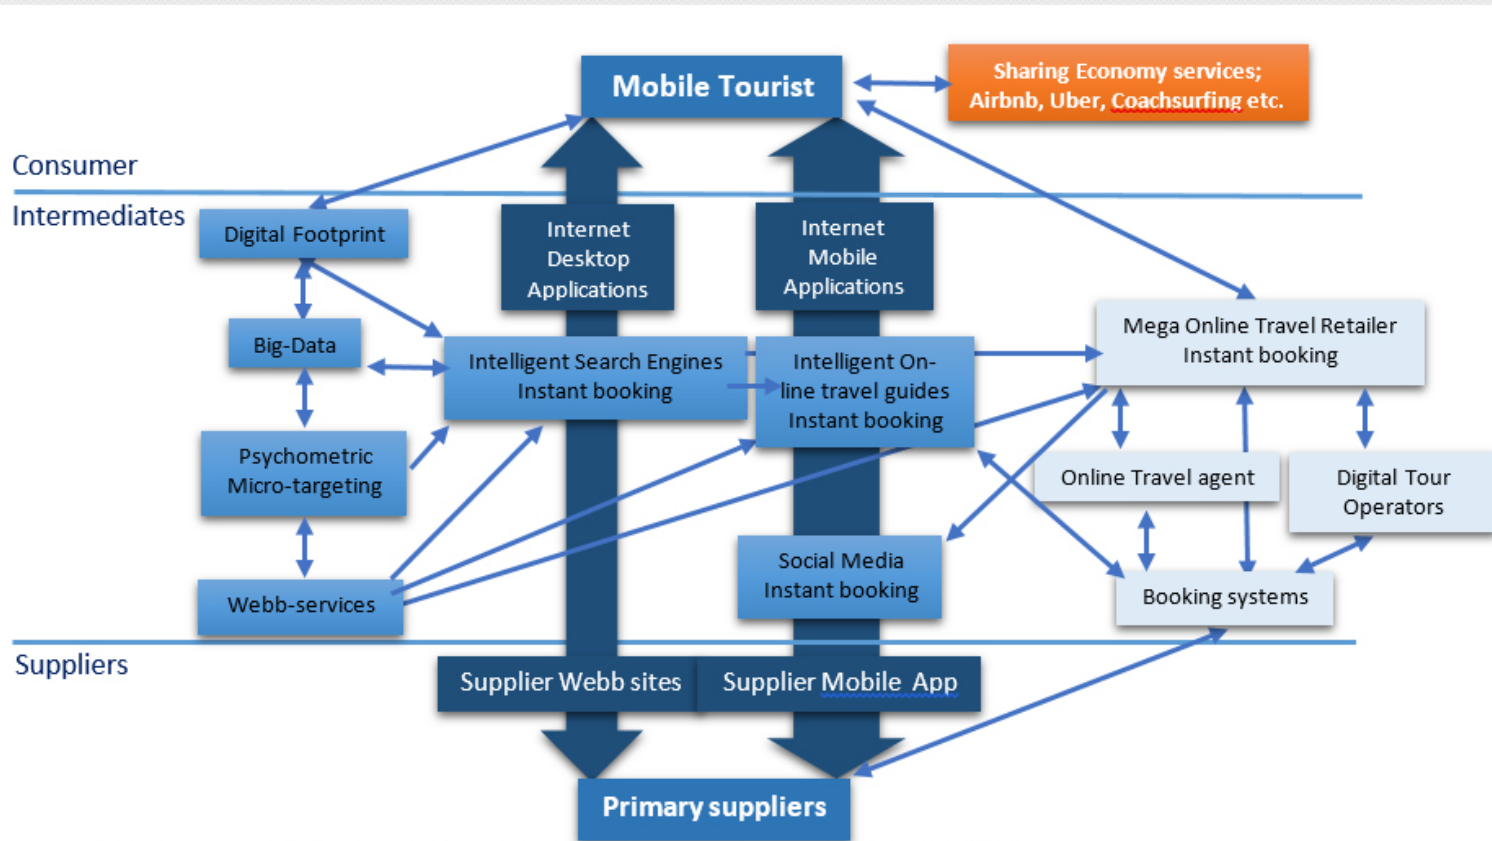 Mobile Tourist
Sharing Economy services;
Airbnb, Uber, Coachsurfing etc.
Consumer
Intermediates
Digital Footprint
Internet
Desktop
Applications
Internet
Mobile
Applications
Big-Data
Intelligent Search Engines
Instant booking
Intelligent On-
line travel guides
Instant booking
Mega Online Travel Retailer
Instant booking
Psychometric
Micro-targeting
Online Travel agent
Digital Tour
Operators
Webb-services
Social Media
Instant booking
Booking systems
Suppliers
Supplier Webb sites
Supplier Mobile App
Primary suppliers